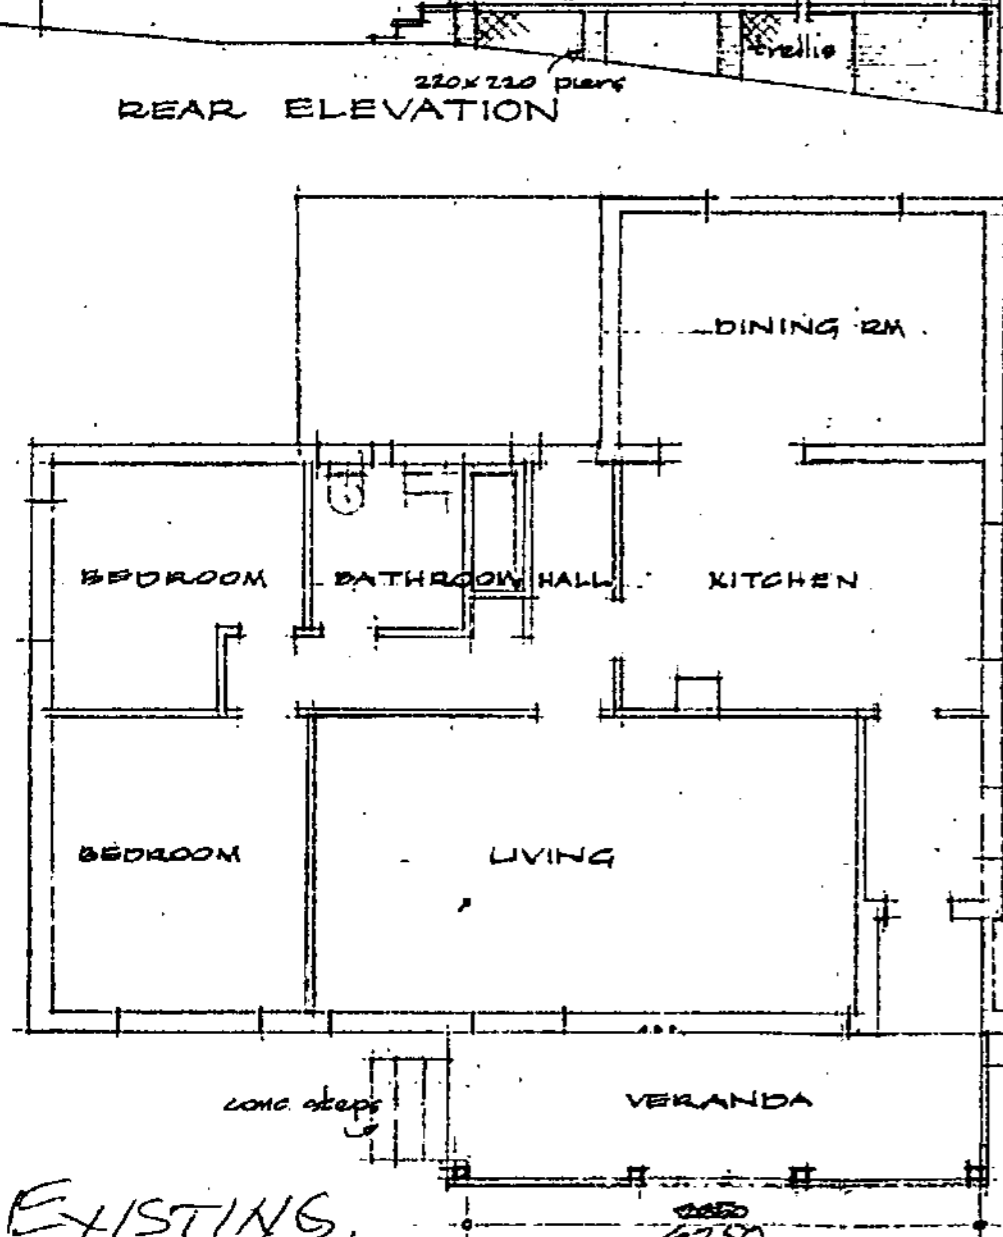 trellis
220x220 piers
REAR ELEVATION
DINING RM
BEDROOM BATHROOM HALL KITCHEN
BEDROOM LIVING
conc. steps
VERANDA
EXISTING.